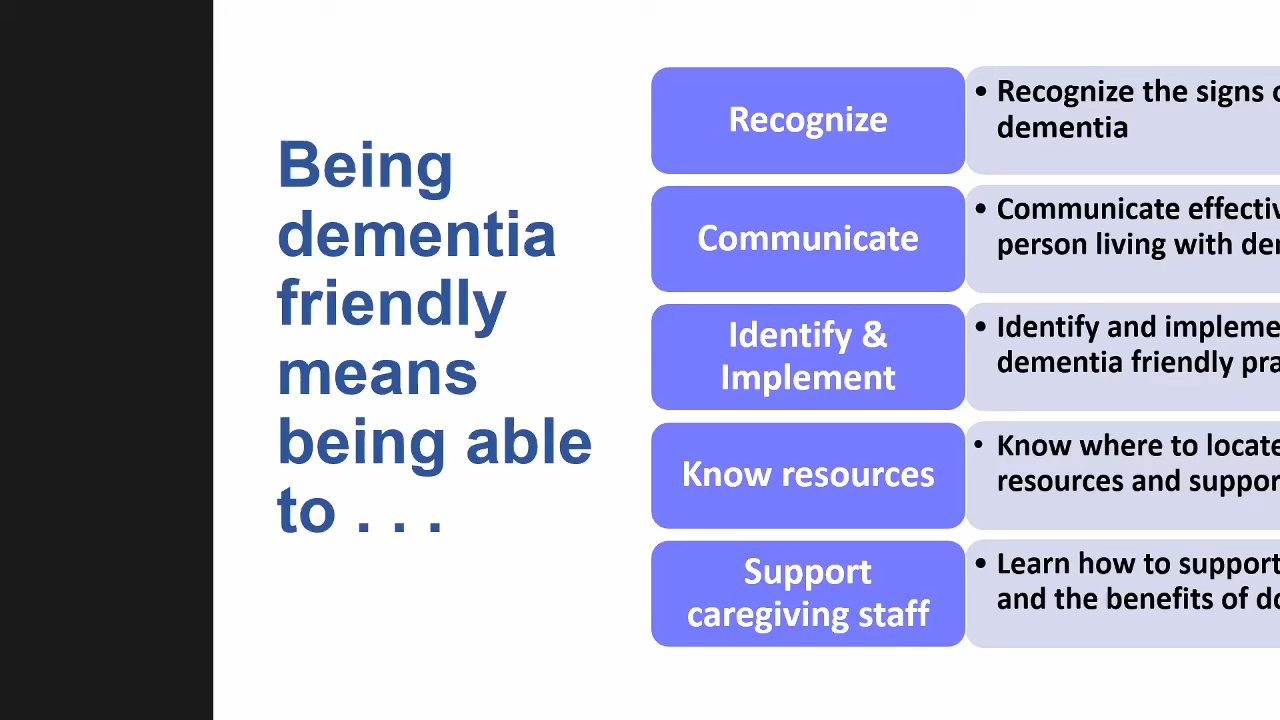 Being
dementia
friendly
means
being able
to . . .
Recognize
• Recognize the signs
dementia
Communicate
• Communicate
person living with
Identify &
Implement
• Identify and
dementia friendly
Know resources
• Know where to locate
resources and
Support
caregiving staff
• Learn how to support
and the benefits of